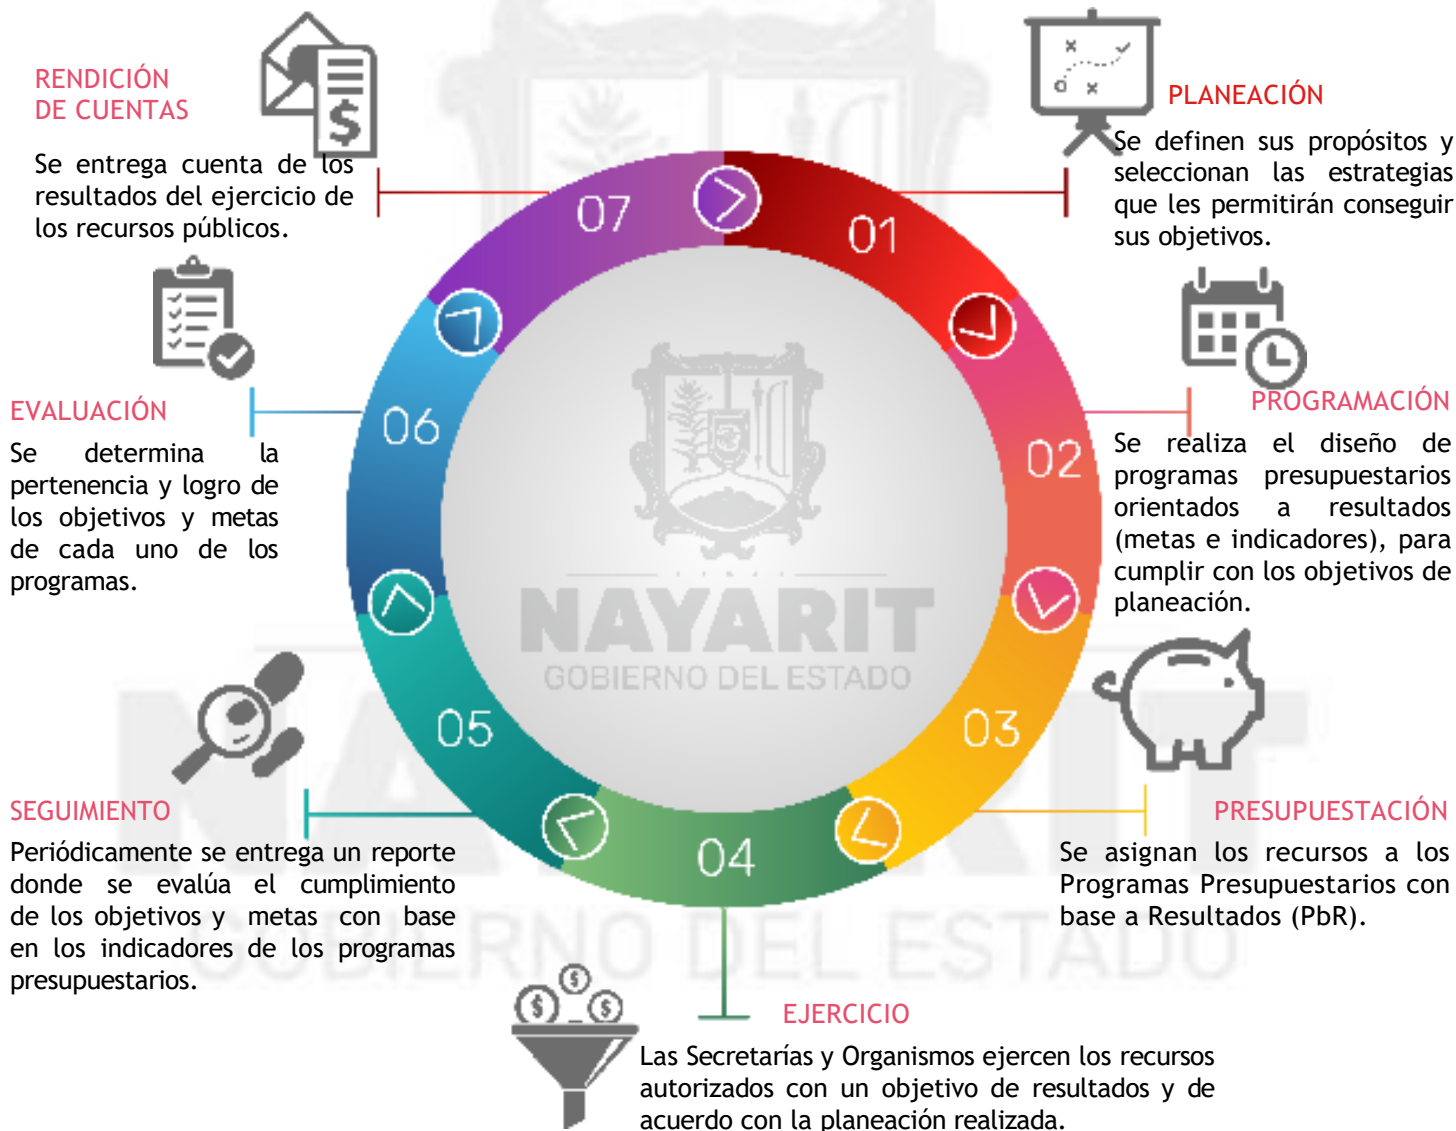 RENDICIÓN
DE CUENTAS
Se entrega cuenta de los
resultados del ejercicio de
los recursos públicos.
PLANEACIÓN
Se definen sus propósitos y
seleccionan las estrategias
que les permitirán conseguir
sus objetivos.
07
01
EVALUACIÓN
Se determina la
pertenencia y logro de
los objetivos y metas
de cada uno de los
programas.
06
02
PROGRAMACIÓN
Se realiza el diseño de
programas presupuestarios
orientados a resultados
(metas e indicadores), para
cumplir con los objetivos de
planeación.
NAYARIT
GOBIERNO DEL ESTADO
05
03
SEGUIMIENTO
Periódicamente se entrega un reporte
donde se evalúa el cumplimiento
de los objetivos y metas con base
en los indicadores de los programas
presupuestarios.
04
PRESUPUESTACIÓN
Se asignan los recursos a los
Programas Presupuestarios con
base a Resultados (PbR).
NAYARIT
GOBIERNO DEL ESTADO
EJERCICIO
Las Secretarías y Organismos ejercen los recursos
autorizados con un objetivo de resultados y de
acuerdo con la planeación realizada.